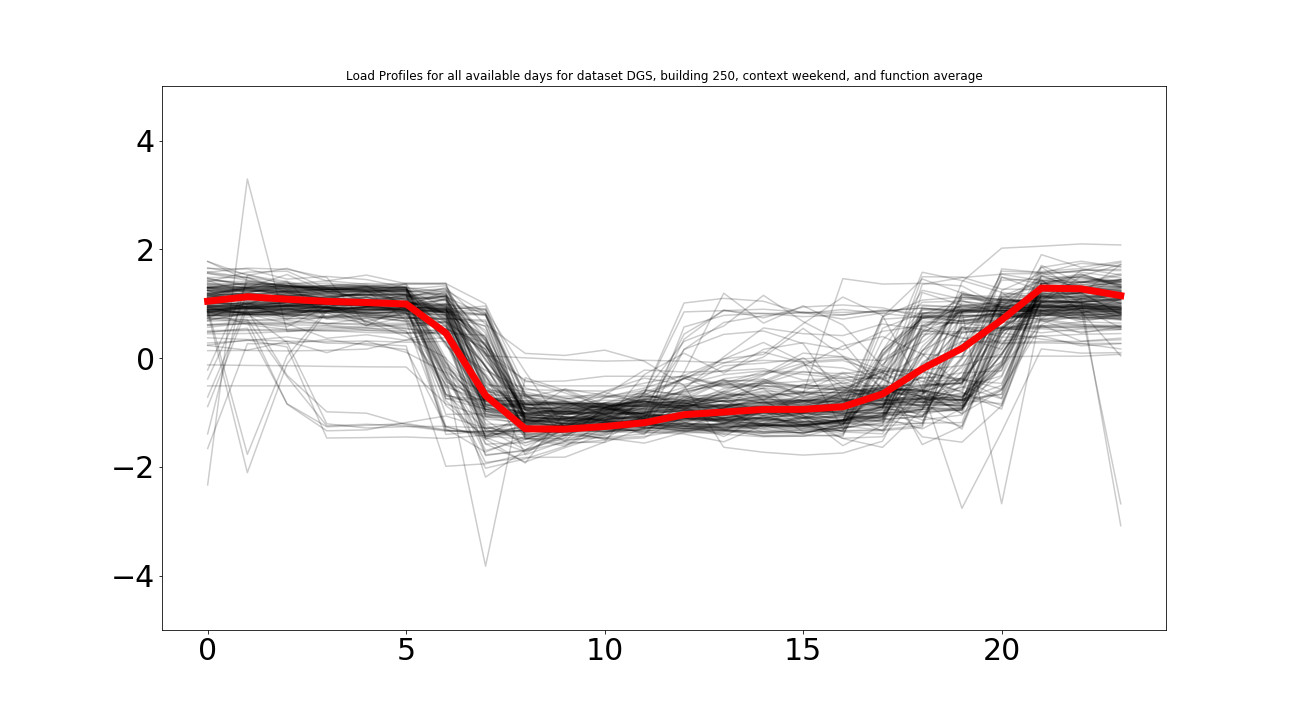 Load Profiles for all available days for dataset DGS, building 250, context weekend, and function average
4
2
0
−2
−4
0 5 10 15 20